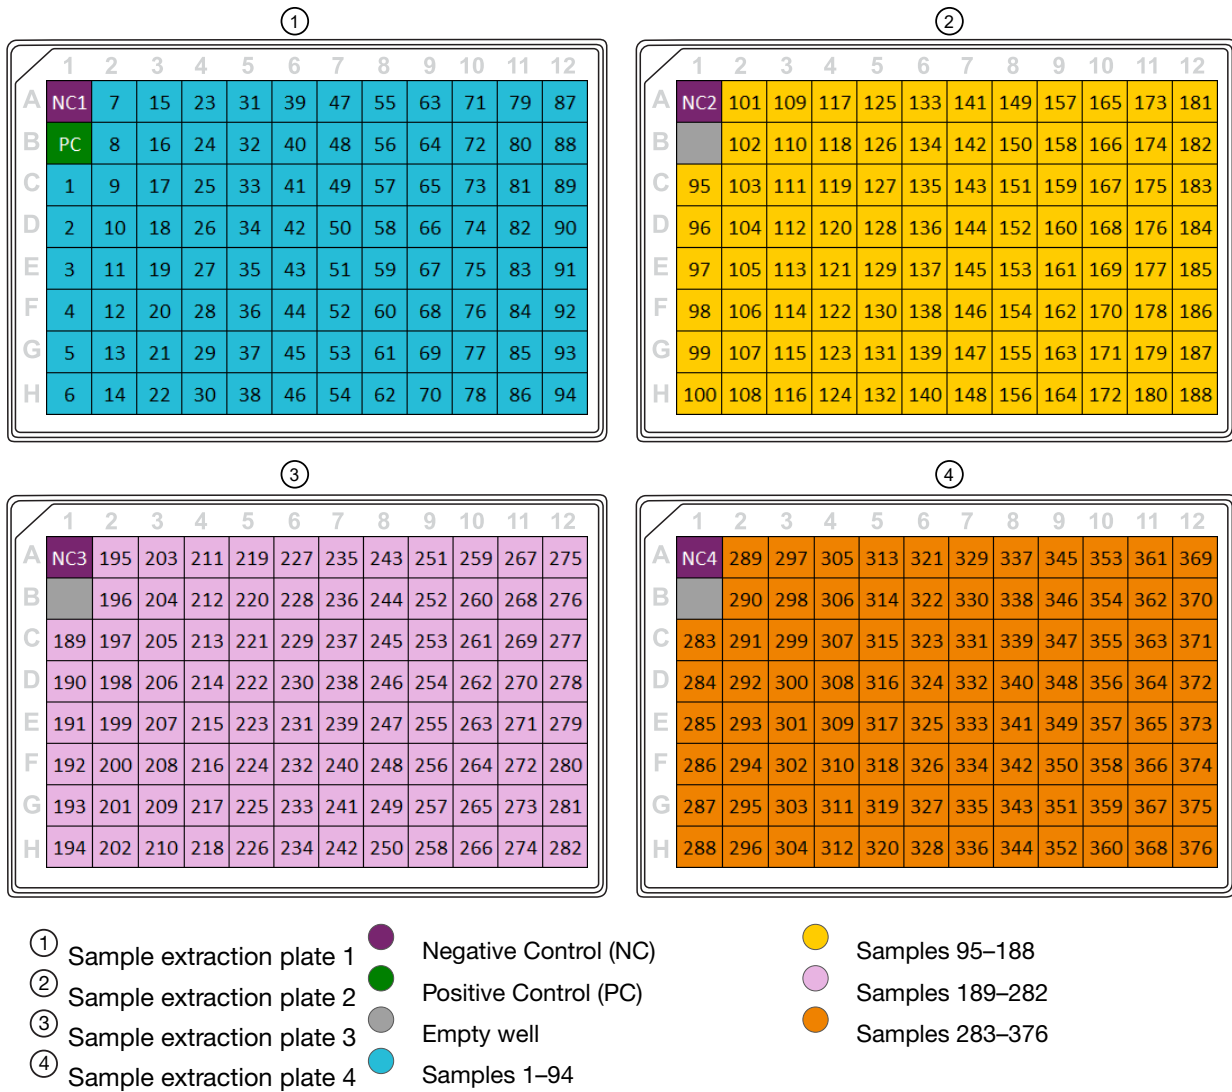 ① ②
1 2 3 4 5 6 7 8 9 10 11 12
A NC1 7 15 23 31 39 47 55 63 71 79 87
B PC 8 16 24 32 40 48 56 64 72 80 88
C 1 9 17 25 33 41 49 57 65 73 81 89
D 2 10 18 26 34 42 50 58 66 74 82 90
E 3 11 19 27 35 43 51 59 67 75 83 91
F 4 12 20 28 36 44 52 60 68 76 84 92
G 5 13 21 29 37 45 53 61 69 77 85 93
H 6 14 22 30 38 46 54 62 70 78 86 94
1 2 3 4 5 6 7 8 9 10 11 12
A NC2 101 109 117 125 133 141 149 157 165 173 181
B 102 110 118 126 134 142 150 158 166 174 182
C 95 103 111 119 127 135 143 151 159 167 175 183
D 96 104 112 120 128 136 144 152 160 168 176 184
E 97 105 113 121 129 137 145 153 161 169 177 185
F 98 106 114 122 130 138 146 154 162 170 178 186
G 99 107 115 123 131 139 147 155 163 171 179 187
H 100 108 116 124 132 140 148 156 164 172 180 188
③ ④
1 2 3 4 5 6 7 8 9 10 11 12
A NC3 195 203 211 219 227 235 243 251 259 267 275
B 196 204 212 220 228 236 244 252 260 268 276
C 189 197 205 213 221 229 237 245 253 261 269 277
D 190 198 206 214 222 230 238 246 254 262 270 278
E 191 199 207 215 223 231 239 247 255 263 271 279
F 192 200 208 216 224 232 240 248 256 264 272 280
G 193 201 209 217 225 233 241 249 257 265 273 281
H 194 202 210 218 226 234 242 250 258 266 274 282
1 2 3 4 5 6 7 8 9 10 11 12
A NC4 289 297 305 313 321 329 337 345 353 361 369
B 290 298 306 314 322 330 338 346 354 362 370
C 283 291 299 307 315 323 331 339 347 355 363 371
D 284 292 300 308 316 324 332 340 348 356 364 372
E 285 293 301 309 317 325 333 341 349 357 365 373
F 286 294 302 310 318 326 334 342 350 358 366 374
G 287 295 303 311 319 327 335 343 351 359 367 375
H 288 296 304 312 320 328 336 344 352 360 368 376
① Sample extraction plate 1
② Sample extraction plate 2
③ Sample extraction plate 3
④ Sample extraction plate 4
Negative Control (NC)
Positive Control (PC)
Empty well
Samples 1–94
Samples 95–188
Samples 189–282
Samples 283–376